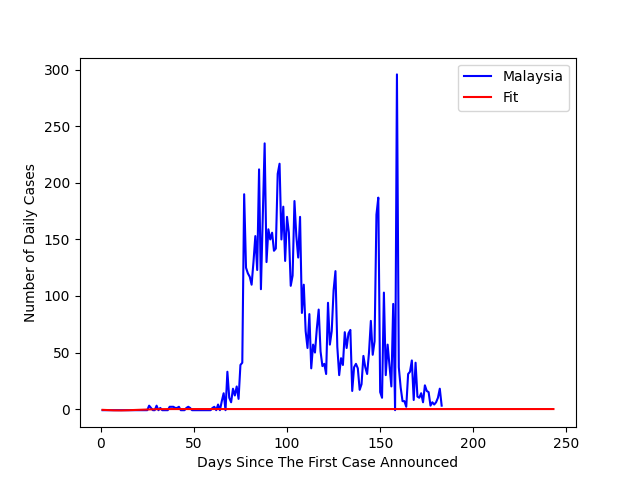 300
250
200
150
100
50
0
Number of Daily Cases
Malaysia
Fit
0 50 100 150 200 250
Days Since The First Case Announced